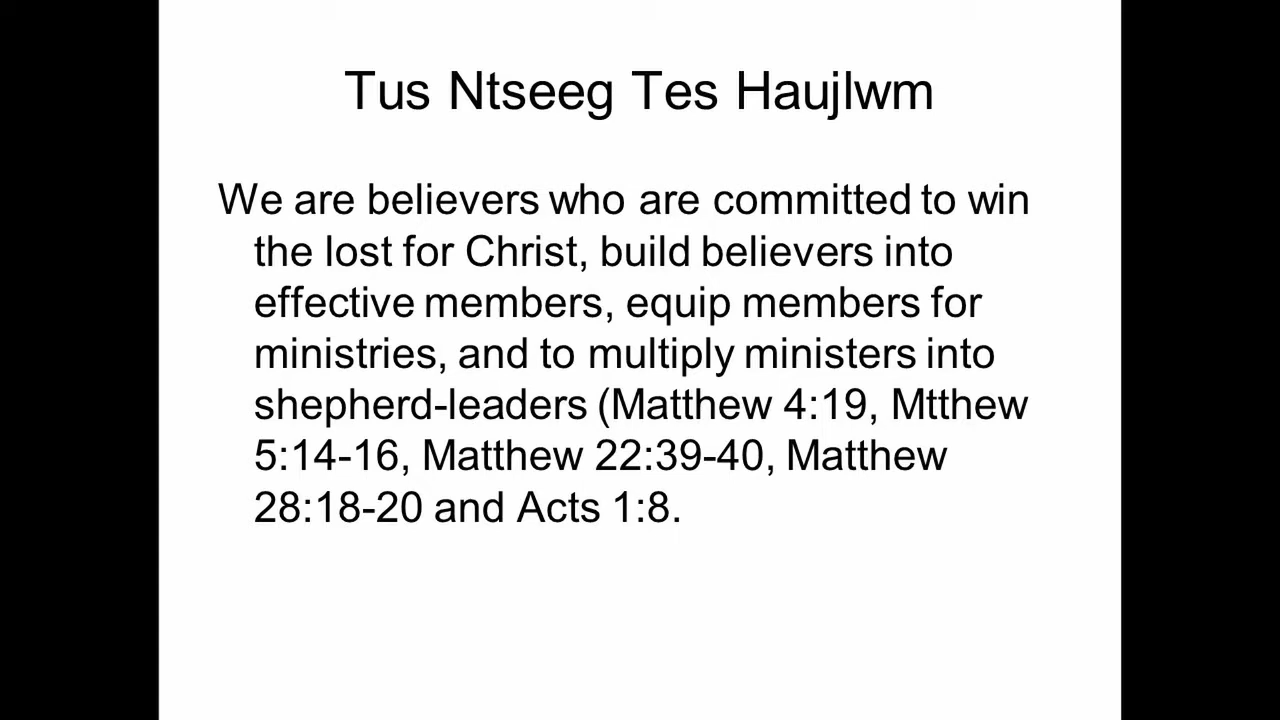 Tus Ntseeg Tes Haujlwm
We are believers who are committed to win
the lost for Christ, build believers into
effective members, equip members for
ministries, and to multiply ministers into
shepherd-leaders (Matthew 4:19, Mtthew
5:14-16, Matthew 22:39-40, Matthew
28:18-20 and Acts 1:8.